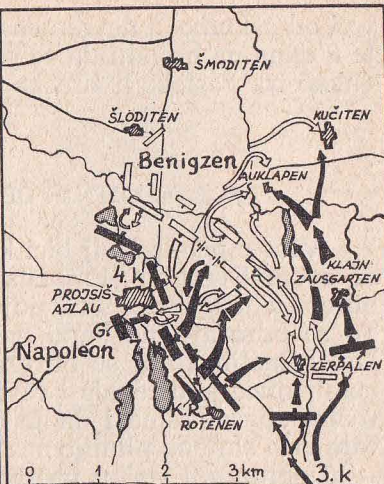 ŠMODITEN
ŠLODITEN
KUČITEN
Benigzen
AUKLAPEN
4.k
KLAJN
ZAUSGARTEN
PROJSIŠ
AJLAU
G.
Napoleon
7.k
ZERPALEN
K.R.
ROTENEN
0 1 2 3 km
3.k